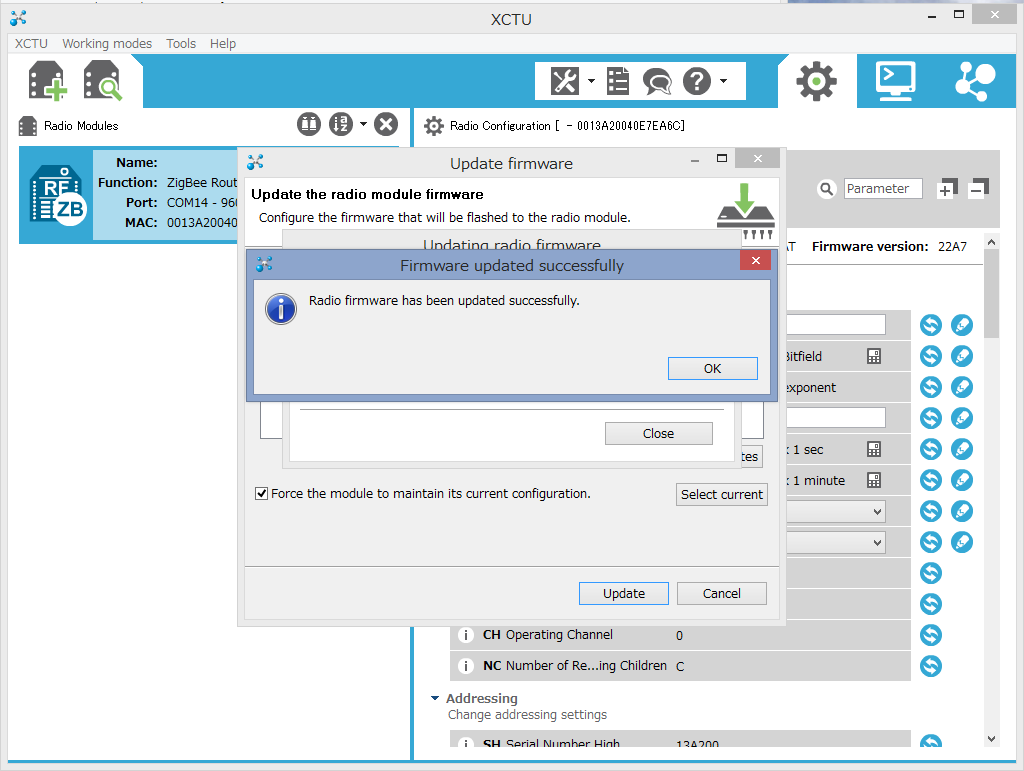 XCTU
XCTU Working modes Tools Help
Radio Modules
Radio Configuration [ - 0013A20040E7EA6C]
Name:
Function: ZigBee Rout
Port: COM14 - 960
MAC: 0013A20040
RF
ZB
Parameter
AT Firmware version: 22A7
Update firmware
Update the radio module firmware
Configure the firmware that will be flashed to the radio module.
Updating radio firmware
Firmware updated successfully
Radio firmware has been updated successfully.
OK
Close
Force the module to maintain its current configuration.
Select current
Update
Cancel
Bitfield
exponent
x 1 sec
x 1 minute
CH Operating Channel 0
NC Number of Re...ing Children C
Addressing
Change addressing settings
SH Serial Number High 13A200